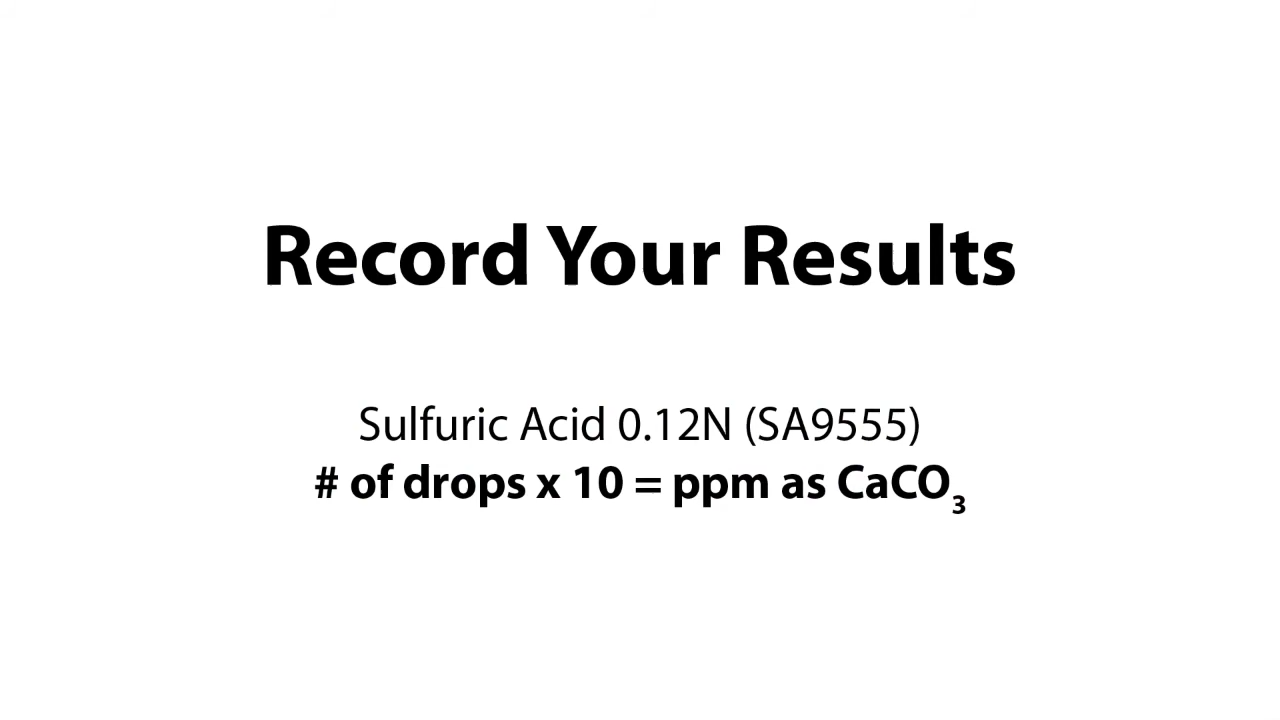 Record Your Results
Sulfuric Acid 0.12N (SA9555)
# of drops x 10 = ppm as CaCO₃